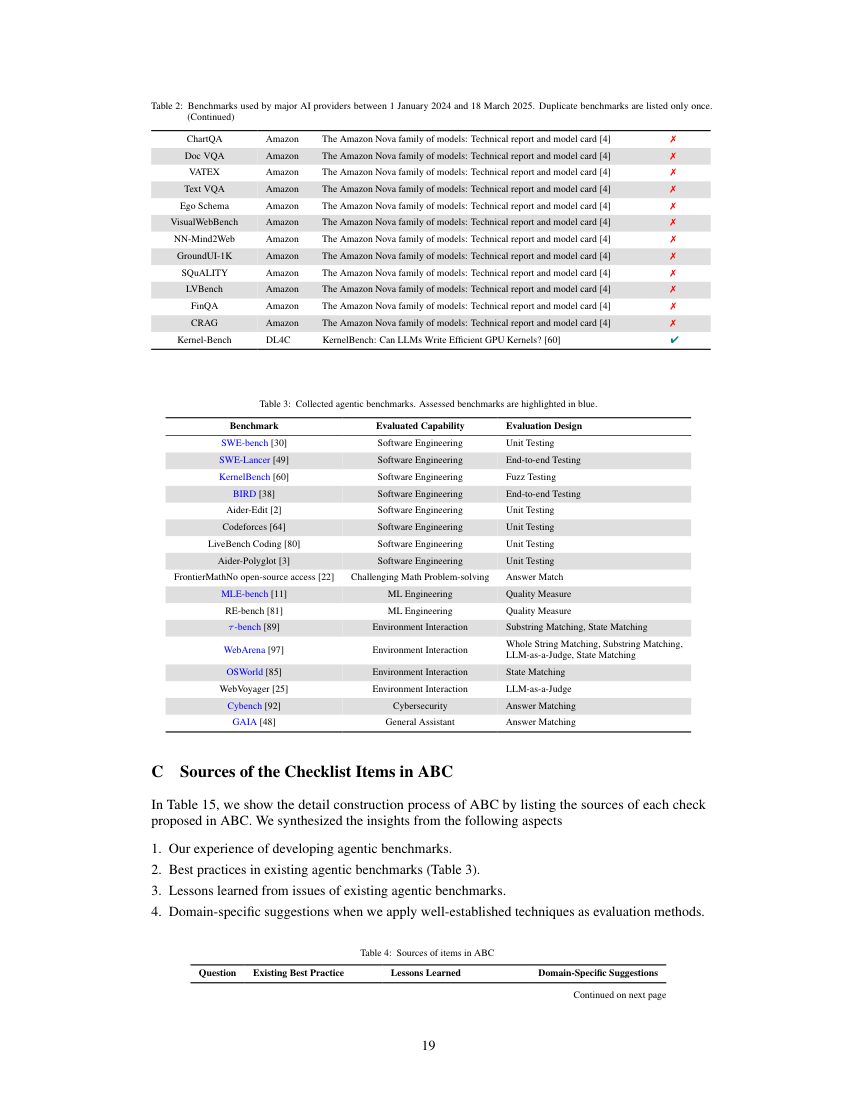 Table 2: Benchmarks used by major AI providers between 1 January 2024 and 18 March 2025. Duplicate benchmarks are listed only once.
(Continued)
ChartQA Amazon The Amazon Nova family of models: Technical report and model card [4] ✗
Doc VQA Amazon The Amazon Nova family of models: Technical report and model card [4] ✗
VATEX Amazon The Amazon Nova family of models: Technical report and model card [4] ✗
Text VQA Amazon The Amazon Nova family of models: Technical report and model card [4] ✗
Ego Schema Amazon The Amazon Nova family of models: Technical report and model card [4] ✗
VisualWebBench Amazon The Amazon Nova family of models: Technical report and model card [4] ✗
NN-Mind2Web Amazon The Amazon Nova family of models: Technical report and model card [4] ✗
GroundUI-1K Amazon The Amazon Nova family of models: Technical report and model card [4] ✗
SQuALITY Amazon The Amazon Nova family of models: Technical report and model card [4] ✗
LVBench Amazon The Amazon Nova family of models: Technical report and model card [4] ✗
FinQA Amazon The Amazon Nova family of models: Technical report and model card [4] ✗
CRAG Amazon The Amazon Nova family of models: Technical report and model card [4] ✗
Kernel-Bench DL4C KernelBench: Can LLMs Write Efficient GPU Kernels? [60] ✔
Table 3: Collected agentic benchmarks. Assessed benchmarks are highlighted in blue.
Benchmark Evaluated Capability Evaluation Design
SWE-bench [30] Software Engineering Unit Testing
SWE-Lancer [49] Software Engineering End-to-end Testing
KernelBench [60] Software Engineering Fuzz Testing
BIRD [38] Software Engineering End-to-end Testing
Aider-Edit [2] Software Engineering Unit Testing
Codeforces [64] Software Engineering Unit Testing
LiveBench Coding [80] Software Engineering Unit Testing
Aider-Polyglot [3] Software Engineering Unit Testing
FrontierMathNo open-source access [22] Challenging Math Problem-solving Answer Match
MLE-bench [11] ML Engineering Quality Measure
RE-bench [81] ML Engineering Quality Measure
τ-bench [89] Environment Interaction Substring Matching, State Matching
WebArena [97] Environment Interaction Whole String Matching, Substring Matching,
LLM-as-a-Judge, State Matching
OSWorld [85] Environment Interaction State Matching
WebVoyager [25] Environment Interaction LLM-as-a-Judge
Cybench [92] Cybersecurity Answer Matching
GAIA [48] General Assistant Answer Matching
C Sources of the Checklist Items in ABC
In Table 15, we show the detail construction process of ABC by listing the sources of each check
proposed in ABC. We synthesized the insights from the following aspects
1. Our experience of developing agentic benchmarks.
2. Best practices in existing agentic benchmarks (Table 3).
3. Lessons learned from issues of existing agentic benchmarks.
4. Domain-specific suggestions when we apply well-established techniques as evaluation methods.
Table 4: Sources of items in ABC
Question Existing Best Practice Lessons Learned Domain-Specific Suggestions
Continued on next page
19